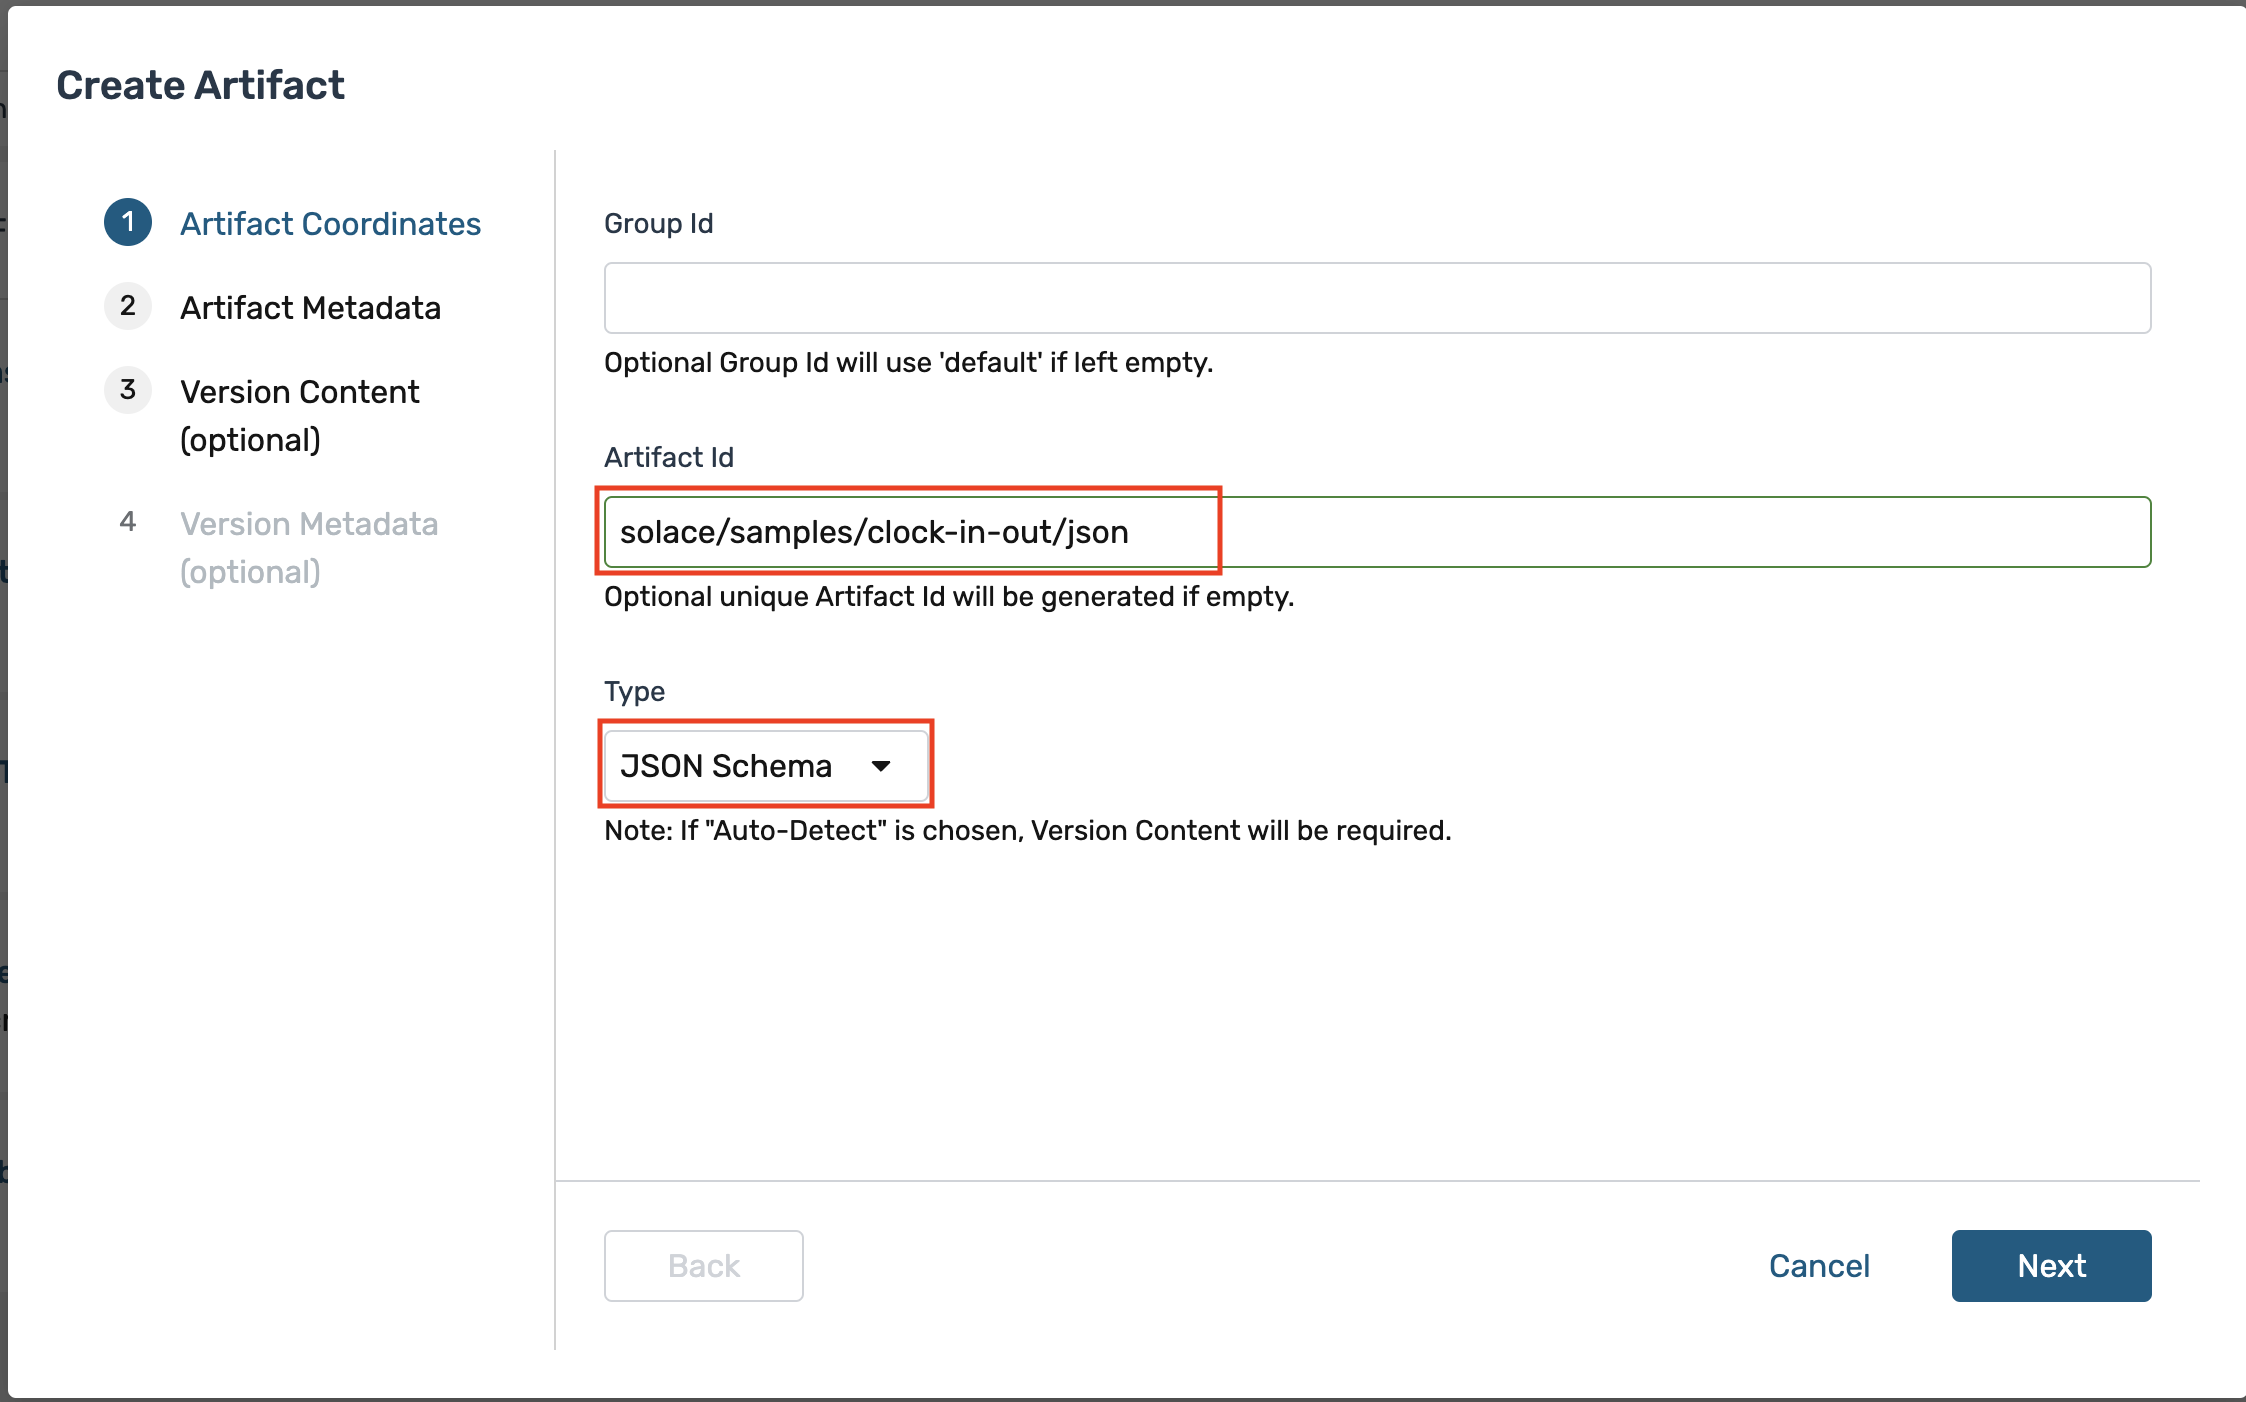 Create Artifact
1 Artifact Coordinates
2 Artifact Metadata
3 Version Content
(optional)
4 Version Metadata
(optional)
Group Id
Optional Group Id will use 'default' if left empty.
Artifact Id
solace/samples/clock-in-out/json
Optional unique Artifact Id will be generated if empty.
Type
JSON Schema
Note: If "Auto-Detect" is chosen, Version Content will be required.
Back
Cancel
Next